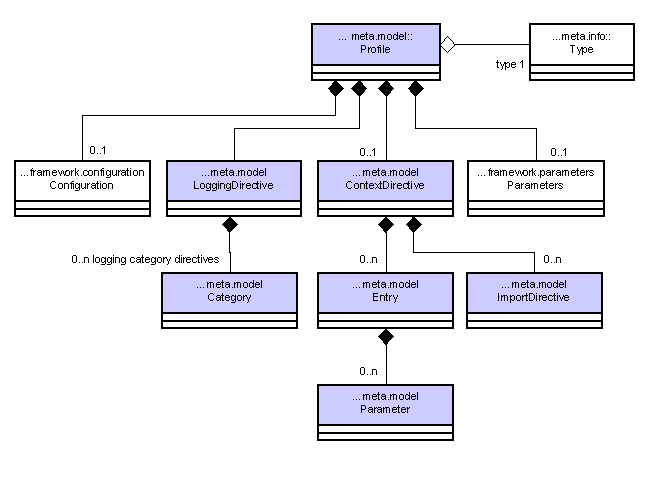 ... meta.model::
Profile
...meta.info::
Type
type 1
0..1
0..1
0..1
...framework.configuration
Configuration
...meta.model
LoggingDirective
...meta.model
ContextDirective
...framework.parameters
Parameters
0..n logging category directives
0..n
0..n
...meta.model
Category
...meta.model
Entry
...meta.model
ImportDirective
0..n
...meta.model
Parameter